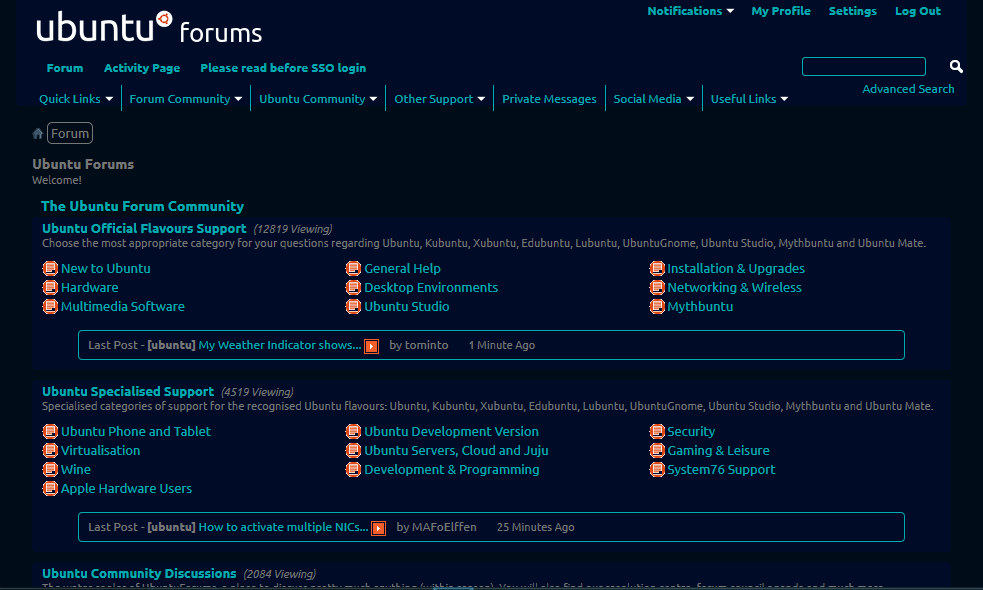 ubuntu forums
Notifications My Profile Settings Log Out
Forum Activity Page Please read before SSO login
Advanced Search
Quick Links Forum Community Ubuntu Community Other Support Private Messages Social Media Useful Links
Forum
Ubuntu Forums
Welcome!
The Ubuntu Forum Community
Ubuntu Official Flavours Support (12819 Viewing)
Choose the most appropriate category for your questions regarding Ubuntu, Kubuntu, Xubuntu, Edubuntu, Lubuntu, UbuntuGnome, Ubuntu Studio, Mythbuntu and Ubuntu Mate.
New to Ubuntu General Help Installation & Upgrades
Hardware Desktop Environments Networking & Wireless
Multimedia Software Ubuntu Studio Mythbuntu
Last Post - [ubuntu] My Weather Indicator shows... by tominto 1 Minute Ago
Ubuntu Specialised Support (4519 Viewing)
Specialised categories of support for the recognised Ubuntu flavours: Ubuntu, Kubuntu, Xubuntu, Edubuntu, Lubuntu, UbuntuGnome, Ubuntu Studio, Mythbuntu and Ubuntu Mate.
Ubuntu Phone and Tablet Ubuntu Development Version Security
Virtualisation Ubuntu Servers, Cloud and Juju Gaming & Leisure
Wine Development & Programming System76 Support
Apple Hardware Users
Last Post - [ubuntu] How to activate multiple NICs... by MAFoElffen 25 Minutes Ago
Ubuntu Community Discussions (2084 Viewing)